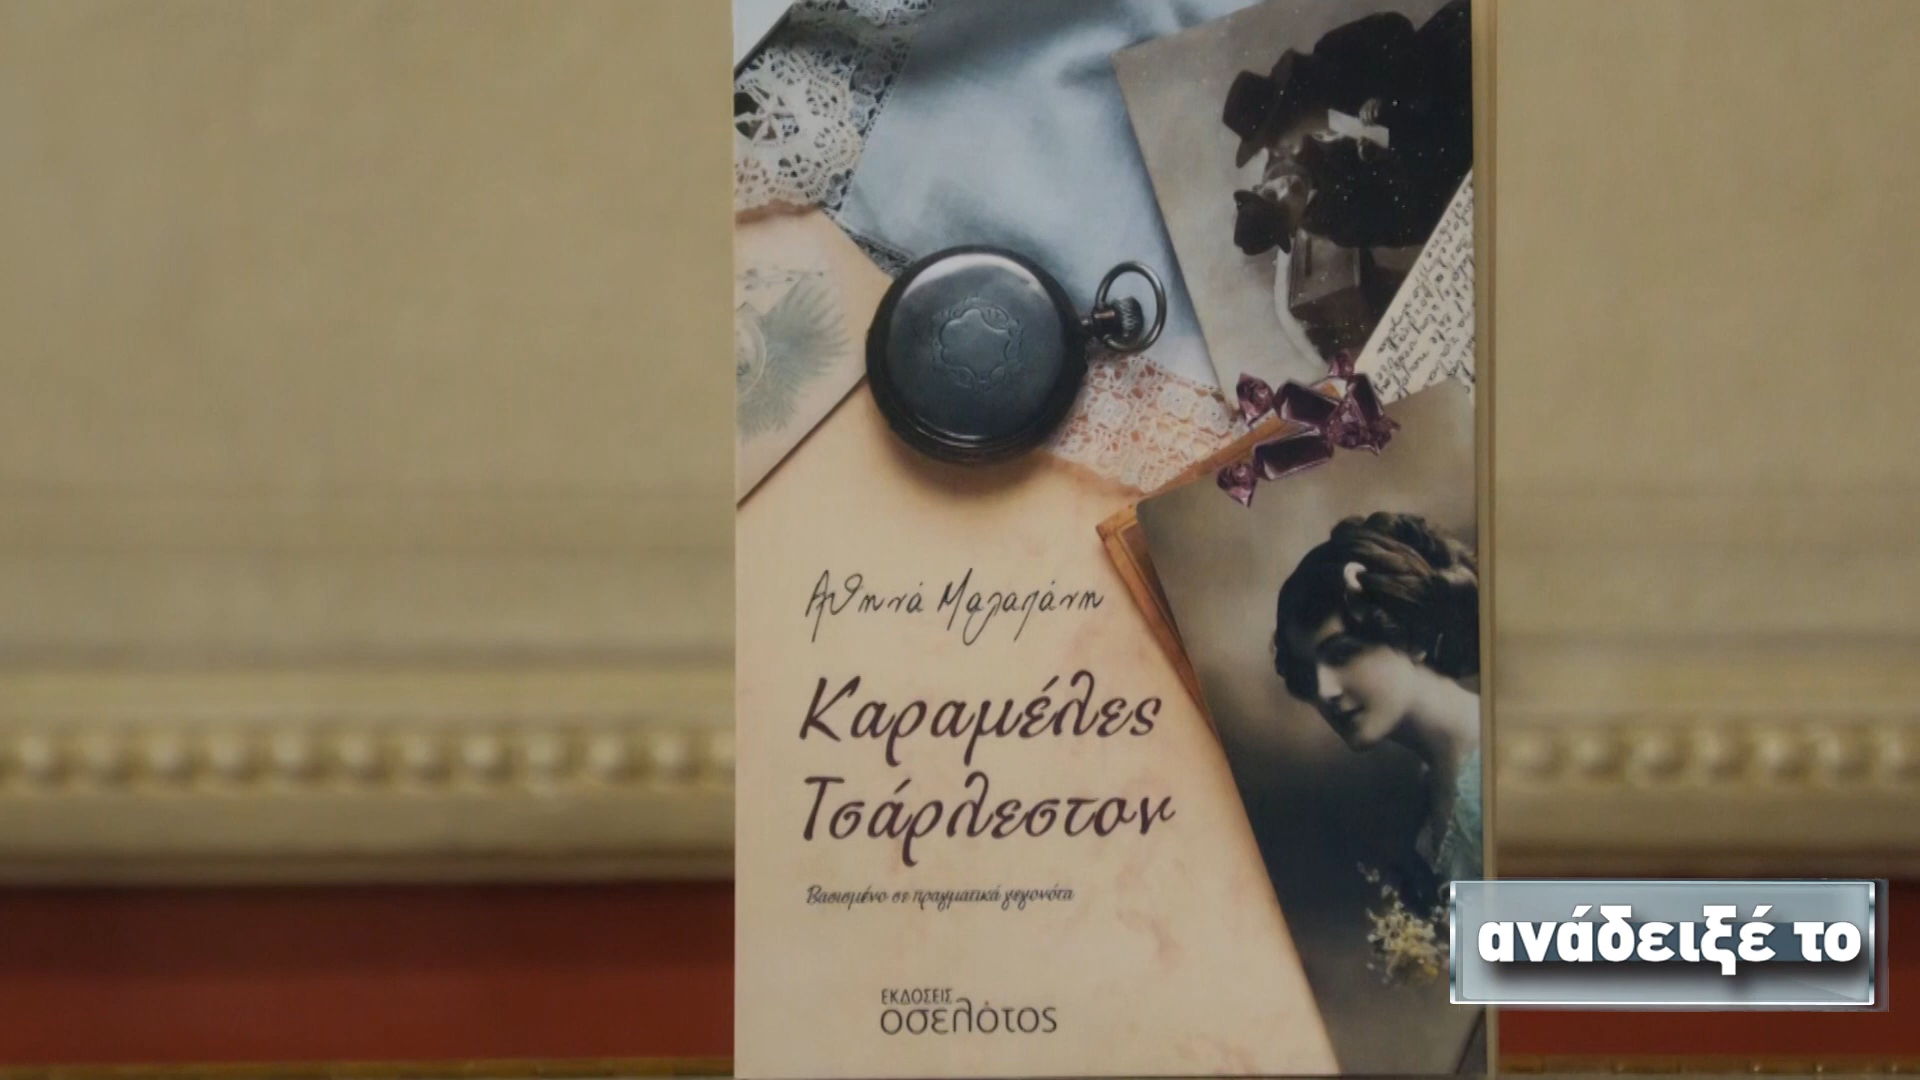 Αθηνά Μαλαπάνη
Καραμέλες
Τσάρλεστον
Βασισμένο σε πραγματικά γεγονότα
ΕΚΔΟΣΕΙΣ
οσελότος
ανάδειξέ το